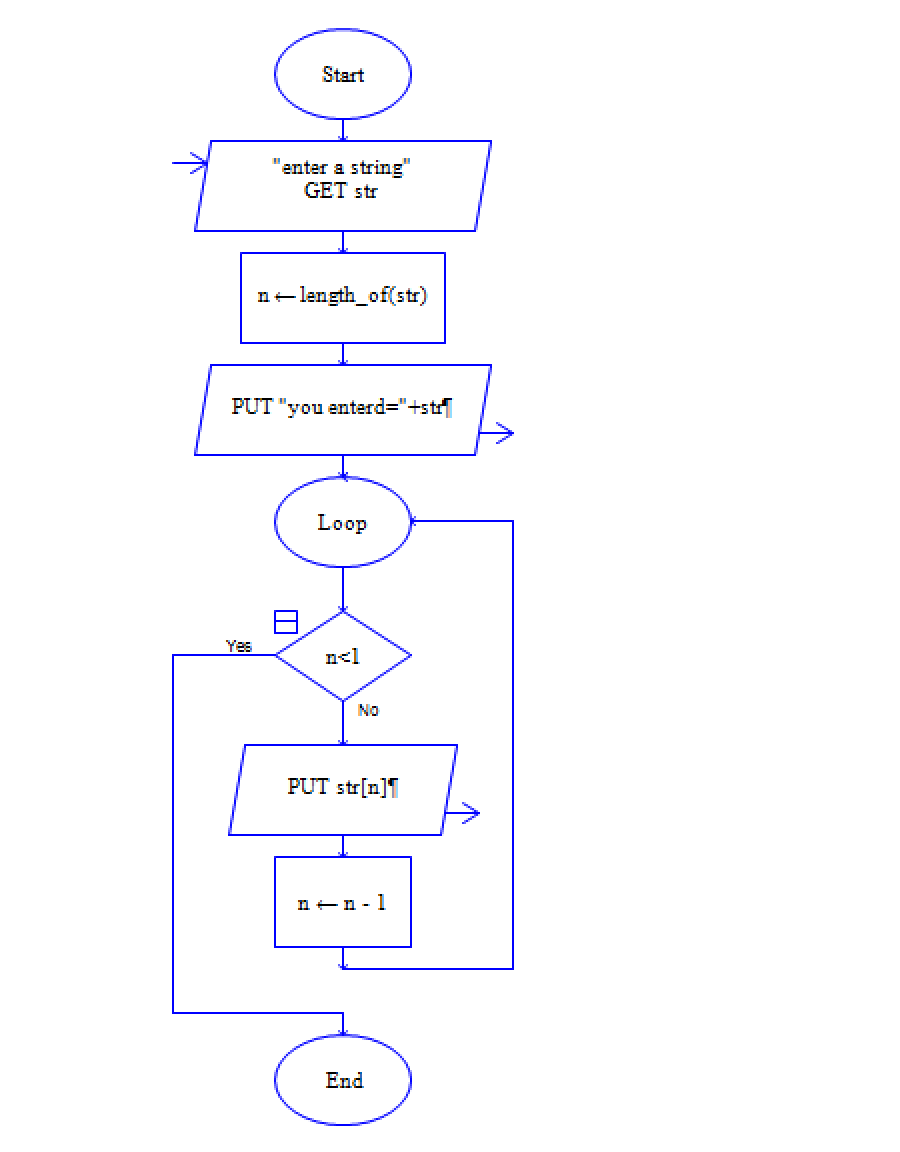 Start
"enter a string"
GET str
n ← length_of(str)
PUT "you enterd="+str¶
Loop
Yes
n<1
No
PUT str[n]¶
n ← n - 1
End